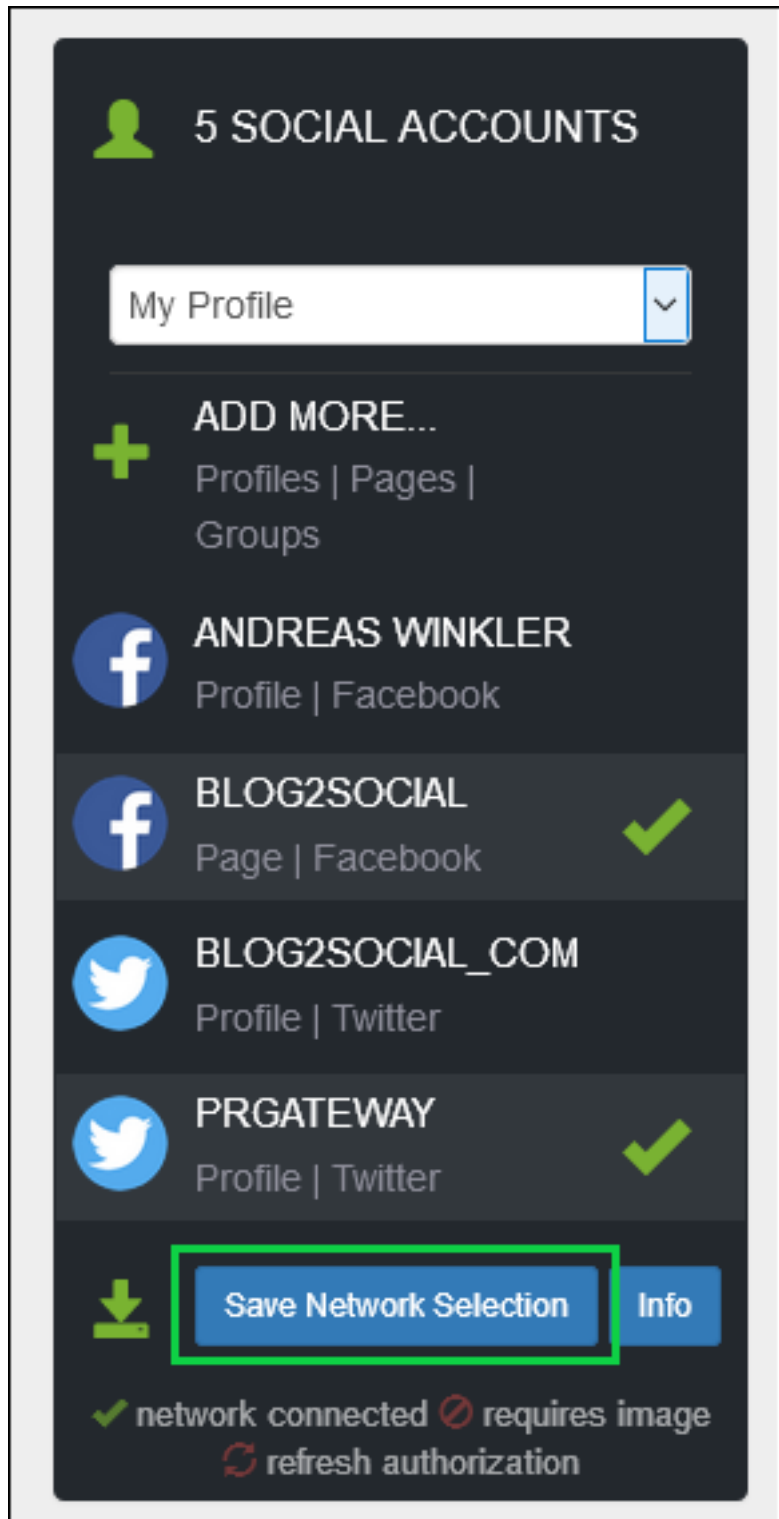 5 SOCIAL ACCOUNTS
My Profile
ADD MORE...
Profiles | Pages |
Groups
ANDREAS WINKLER
Profile | Facebook
BLOG2SOCIAL
Page | Facebook
BLOG2SOCIAL_COM
Profile | Twitter
PRGATEWAY
Profile | Twitter
Save Network Selection Info
network connected requires image
refresh authorization